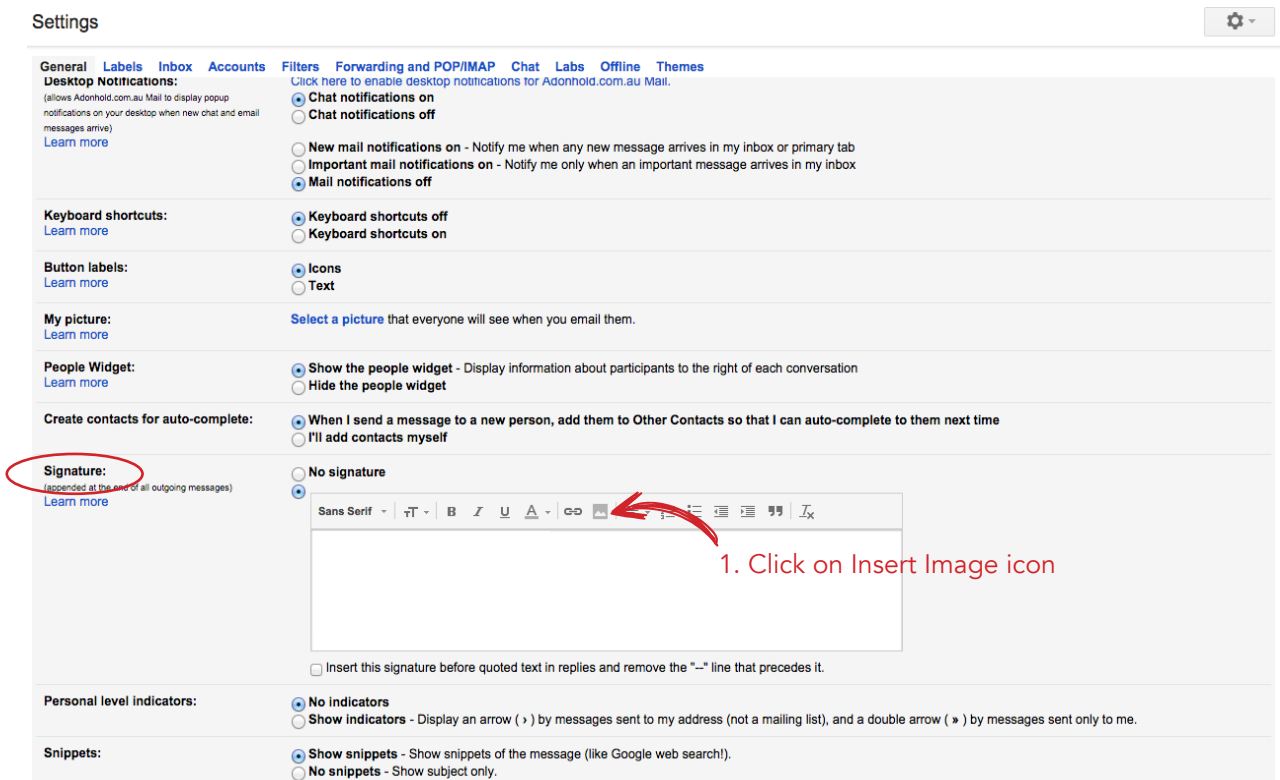 Settings
General Labels Inbox Accounts Filters Forwarding and POP/IMAP Chat Labs Offline Themes
Desktop Notifications:
(allows Adonhold.com.au Mail to display popup
notifications on your desktop when new chat and email
messages arrive)
Learn more
Click here to enable desktop notifications for Adonhold.com.au Mail.
Chat notifications on
Chat notifications off
New mail notifications on - Notify me when any new message arrives in my inbox or primary tab
Important mail notifications on - Notify me only when an important message arrives in my inbox
Mail notifications off
Keyboard shortcuts:
Learn more
Keyboard shortcuts off
Keyboard shortcuts on
Button labels:
Learn more
Icons
Text
My picture:
Learn more
Select a picture that everyone will see when you email them.
People Widget:
Learn more
Show the people widget - Display information about participants to the right of each conversation
Hide the people widget
Create contacts for auto-complete:
When I send a message to a new person, add them to Other Contacts so that I can auto-complete to them next time
I'll add contacts myself
Signature:
(appended at the end of all outgoing messages)
Learn more
No signature
Sans Serif
B I U A
1. Click on Insert Image icon
Insert this signature before quoted text in replies and remove the "--" line that precedes it.
Personal level indicators:
No indicators
Show indicators - Display an arrow ( › ) by messages sent to my address (not a mailing list), and a double arrow ( » ) by messages sent only to me.
Snippets:
Show snippets - Show snippets of the message (like Google web search!).
No snippets - Show subject only.